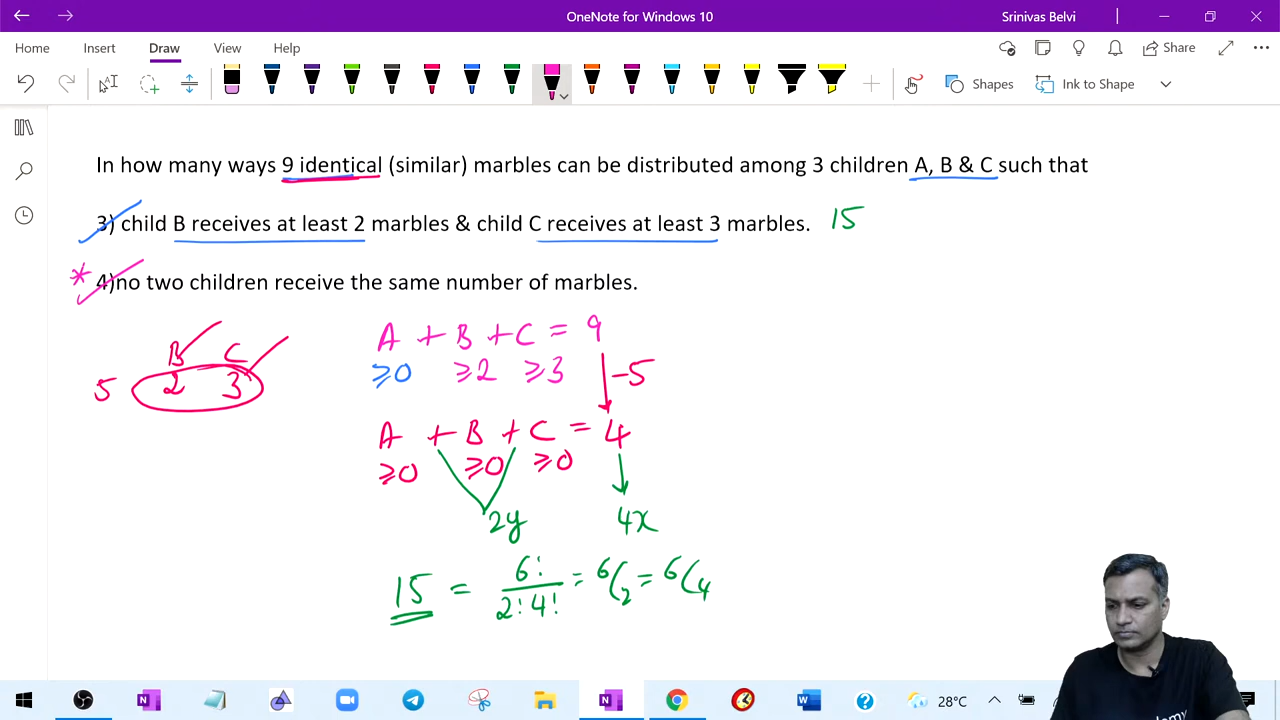 OneNote for Windows 10
Srinivas Belvi
Home Insert Draw View Help
Share
Shapes
Ink to Shape
In how many ways 9 identical (similar) marbles can be distributed among 3 children A, B & C such that
3) child B receives at least 2 marbles & child C receives at least 3 marbles. 15
* 4)no two children receive the same number of marbles.
A + B + C = 9
≥0 ≥2 ≥3
-5
B C
5 2 3
A + B + C = 4
≥0 ≥0 ≥0
2y 4x
15 = 6!/2!4! = ⁶C₂ = ⁶C₄
28°C